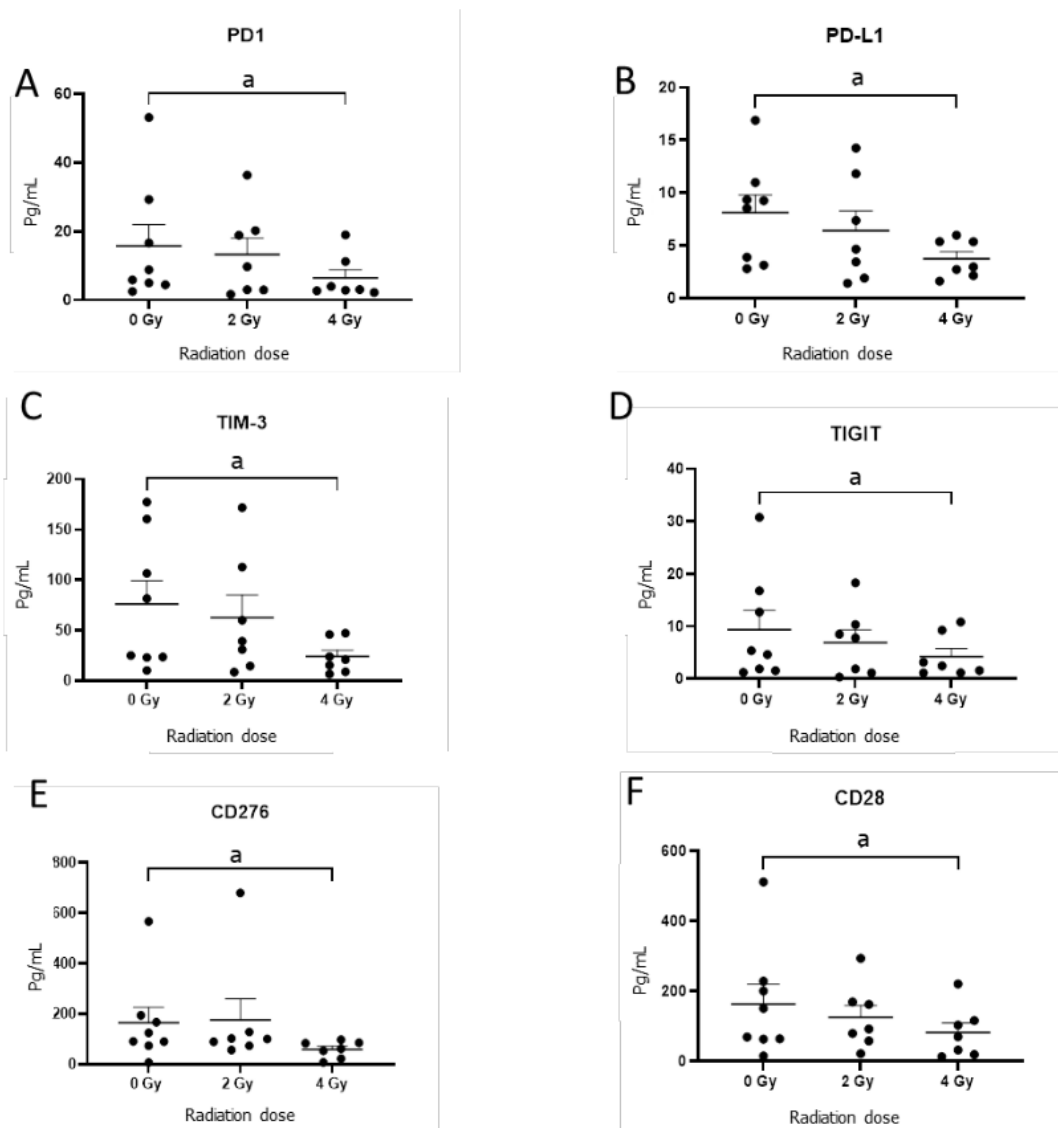 PD1
A
a
60
40
20
0
Pg/mL
0 Gy 2 Gy 4 Gy
Radiation dose
PD-L1
B
a
20
15
10
5
0
Pg/mL
0 Gy 2 Gy 4 Gy
Radiation dose
C
TIM-3
a
200
150
100
50
0
Pg/mL
0 Gy 2 Gy 4 Gy
Radiation dose
D
TIGIT
a
40
30
20
10
0
Pg/mL
0 Gy 2 Gy 4 Gy
Radiation dose
E
CD276
a
800
600
400
200
0
Pg/mL
0 Gy 2 Gy 4 Gy
Radiation dose
F
CD28
a
600
400
200
0
Pg/mL
0 Gy 2 Gy 4 Gy
Radiation dose